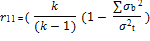 r₁₁=( k/(k−1) (1 − ∑σb²/σ²t)